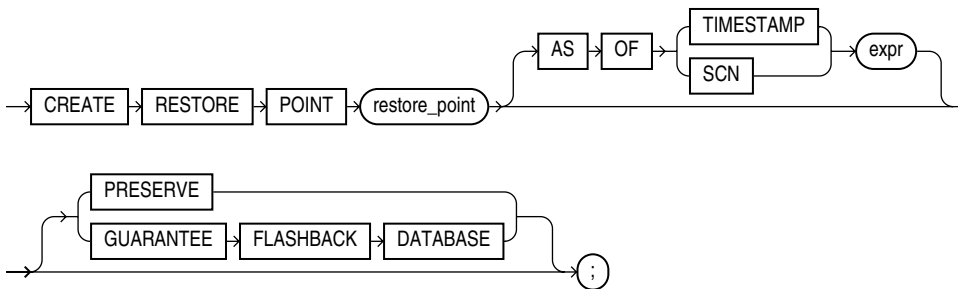 AS OF TIMESTAMP expr
SCN
CREATE RESTORE POINT restore_point
PRESERVE
GUARANTEE FLASHBACK DATABASE
;